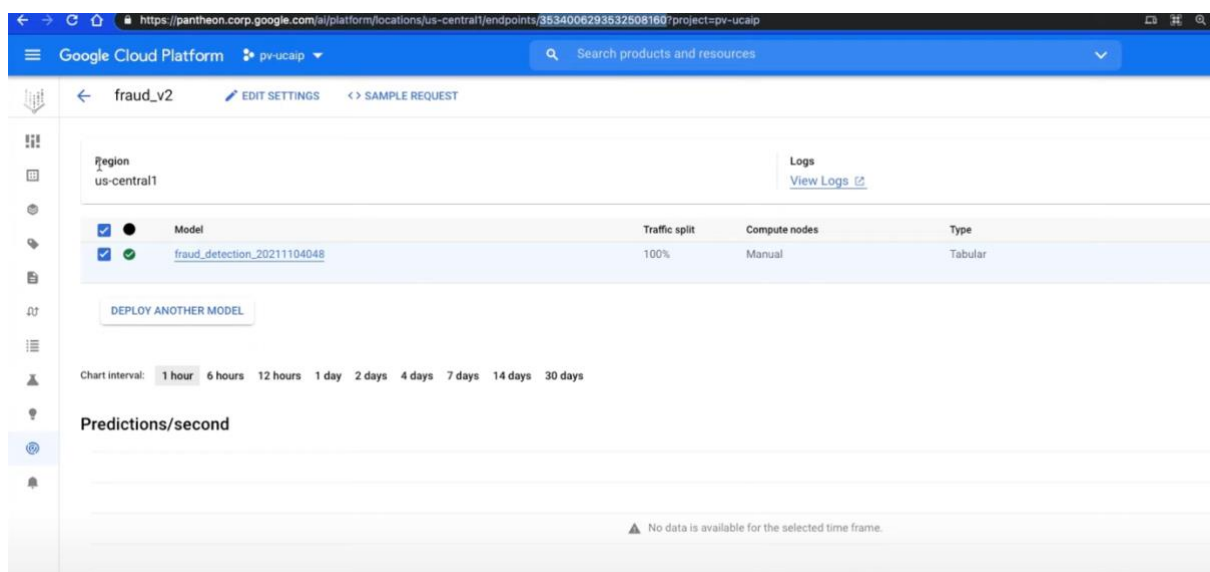 https://pantheon.corp.google.com/ai/platform/locations/us-central1/endpoints/3534006293532508160?project=pv-ucaip
Google Cloud Platform pv-ucaip Search products and resources
fraud_v2 EDIT SETTINGS <> SAMPLE REQUEST
Region Logs
us-central1 View Logs
Model Traffic split Compute nodes Type
fraud_detection_20211104048 100% Manual Tabular
DEPLOY ANOTHER MODEL
Chart interval: 1 hour 6 hours 12 hours 1 day 2 days 4 days 7 days 14 days 30 days
Predictions/second
No data is available for the selected time frame.